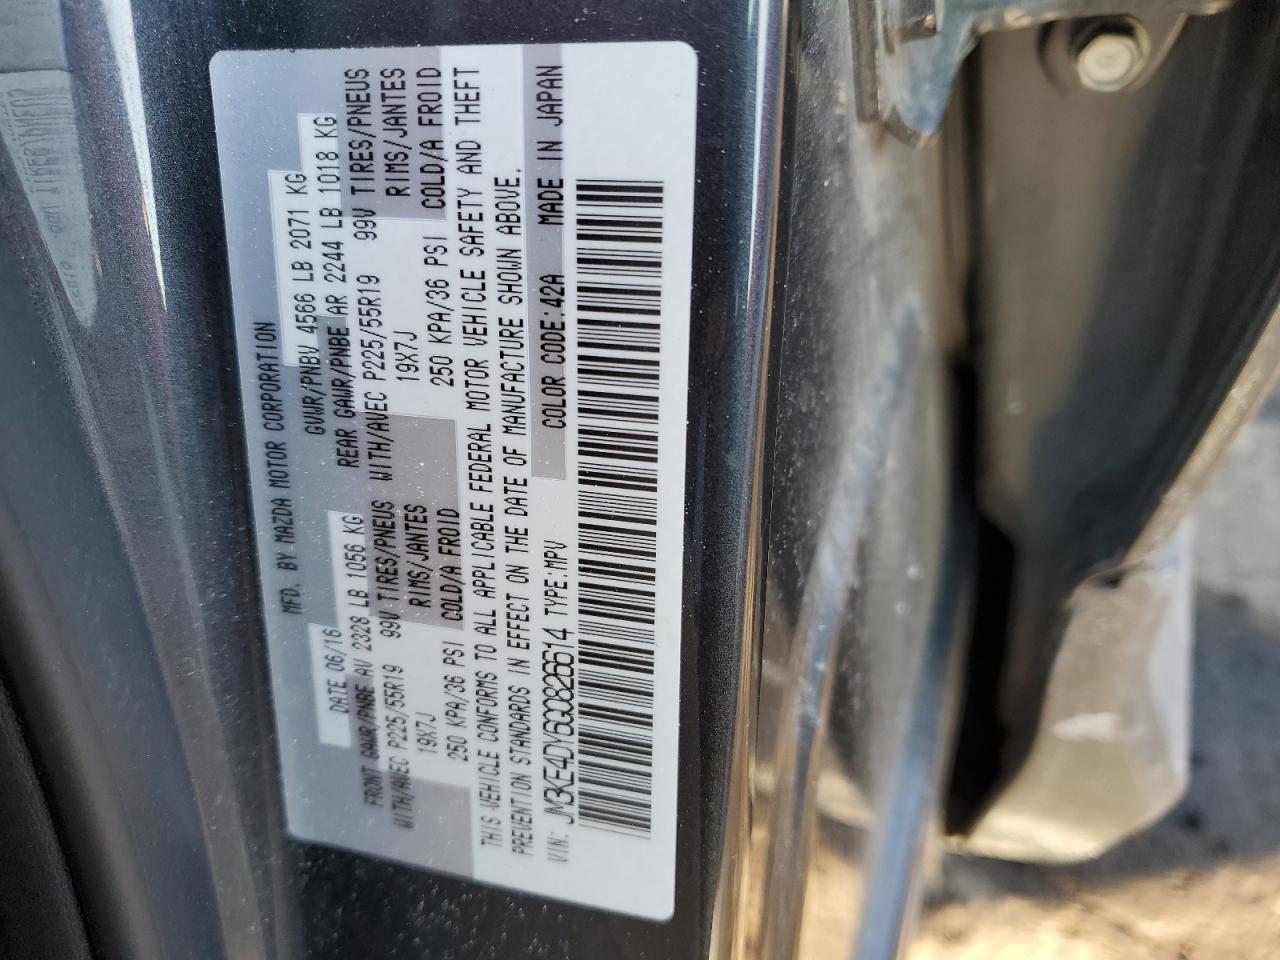 MFD. BY MAZDA MOTOR CORPORATION
DATE 06/16 GVWR/PNBV 4566 LB 2071 KG
FRONT GAWR/PNBE AV 2328 LB 1056 KG REAR GAWR/PNBE AR 2244 LB 1018 KG
WITH/AVEC P225/55R19 99V TIRES/PNEUS WITH/AVEC P225/55R19 99V TIRES/PNEUS
19X7J RIMS/JANTES 19X7J RIMS/JANTES
250 KPA/36 PSI COLD/A FROID 250 KPA/36 PSI COLD/A FROID
THIS VEHICLE CONFORMS TO ALL APPLICABLE FEDERAL MOTOR VEHICLE SAFETY AND THEFT
PREVENTION STANDARDS IN EFFECT ON THE DATE OF MANUFACTURE SHOWN ABOVE.
VIN: JM3KE4DY6G0826614 TYPE:MPV COLOR CODE:42A MADE IN JAPAN